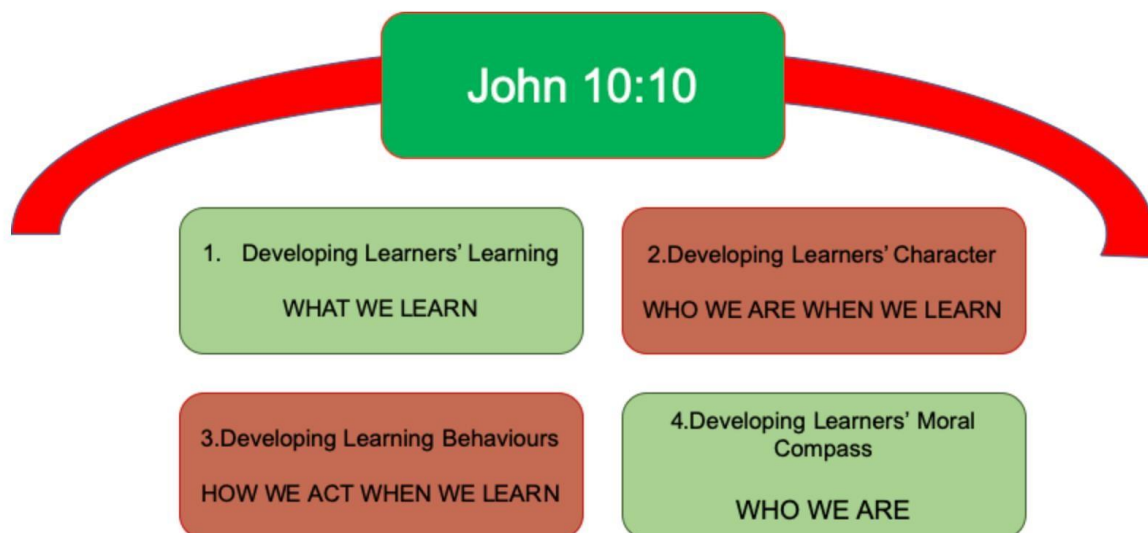 John 10:10
1. Developing Learners’ Learning
WHAT WE LEARN
2.Developing Learners’ Character
WHO WE ARE WHEN WE LEARN
3.Developing Learning Behaviours
HOW WE ACT WHEN WE LEARN
4.Developing Learners’ Moral
Compass
WHO WE ARE